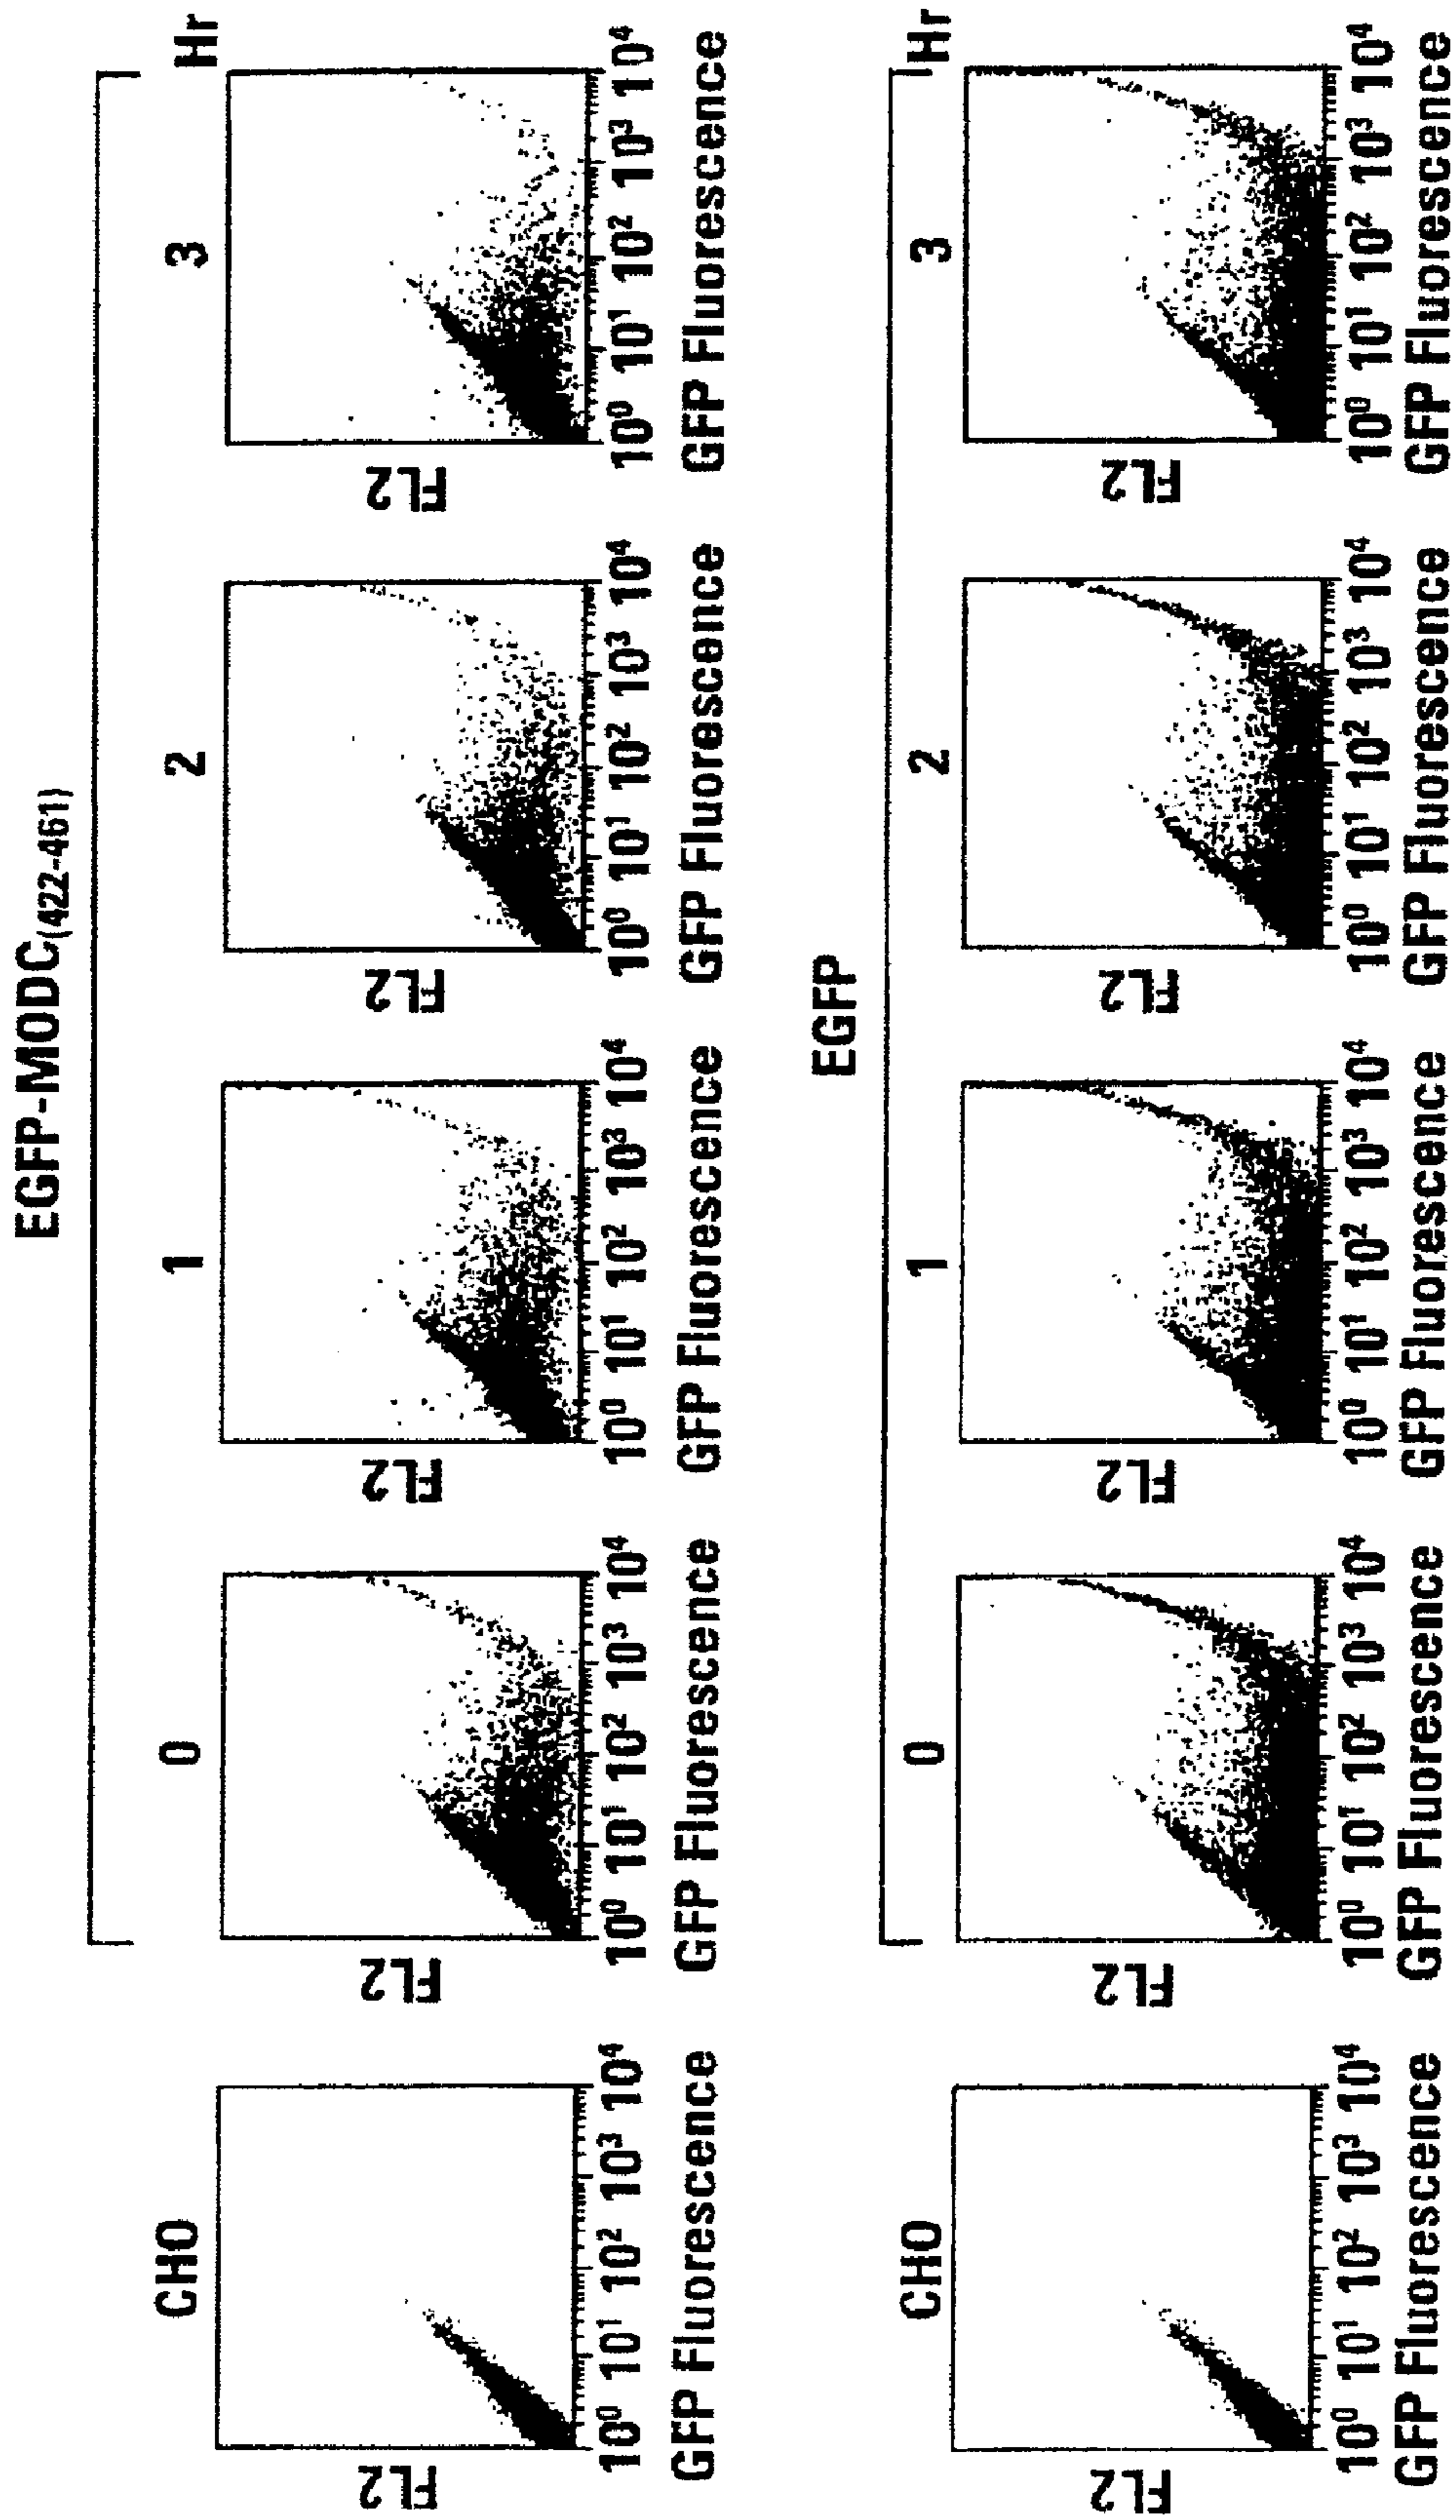 EGFP-MODC(422-461)
CHO 0 1 2 3 Hr
FL2 FL2 FL2 FL2 FL2
10⁰ 10¹ 10² 10³ 10⁴ 10⁰ 10¹ 10² 10³ 10⁴ 10⁰ 10¹ 10² 10³ 10⁴ 10⁰ 10¹ 10² 10³ 10⁴ 10⁰ 10¹ 10² 10³ 10⁴
GFP Fluorescence GFP Fluorescence GFP Fluorescence GFP Fluorescence GFP Fluorescence
EGFP
CHO 0 1 2 3 Hr
FL2 FL2 FL2 FL2 FL2
10⁰ 10¹ 10² 10³ 10⁴ 10⁰ 10¹ 10² 10³ 10⁴ 10⁰ 10¹ 10² 10³ 10⁴ 10⁰ 10¹ 10² 10³ 10⁴ 10⁰ 10¹ 10² 10³ 10⁴
GFP Fluorescence GFP Fluorescence GFP Fluorescence GFP Fluorescence GFP Fluorescence